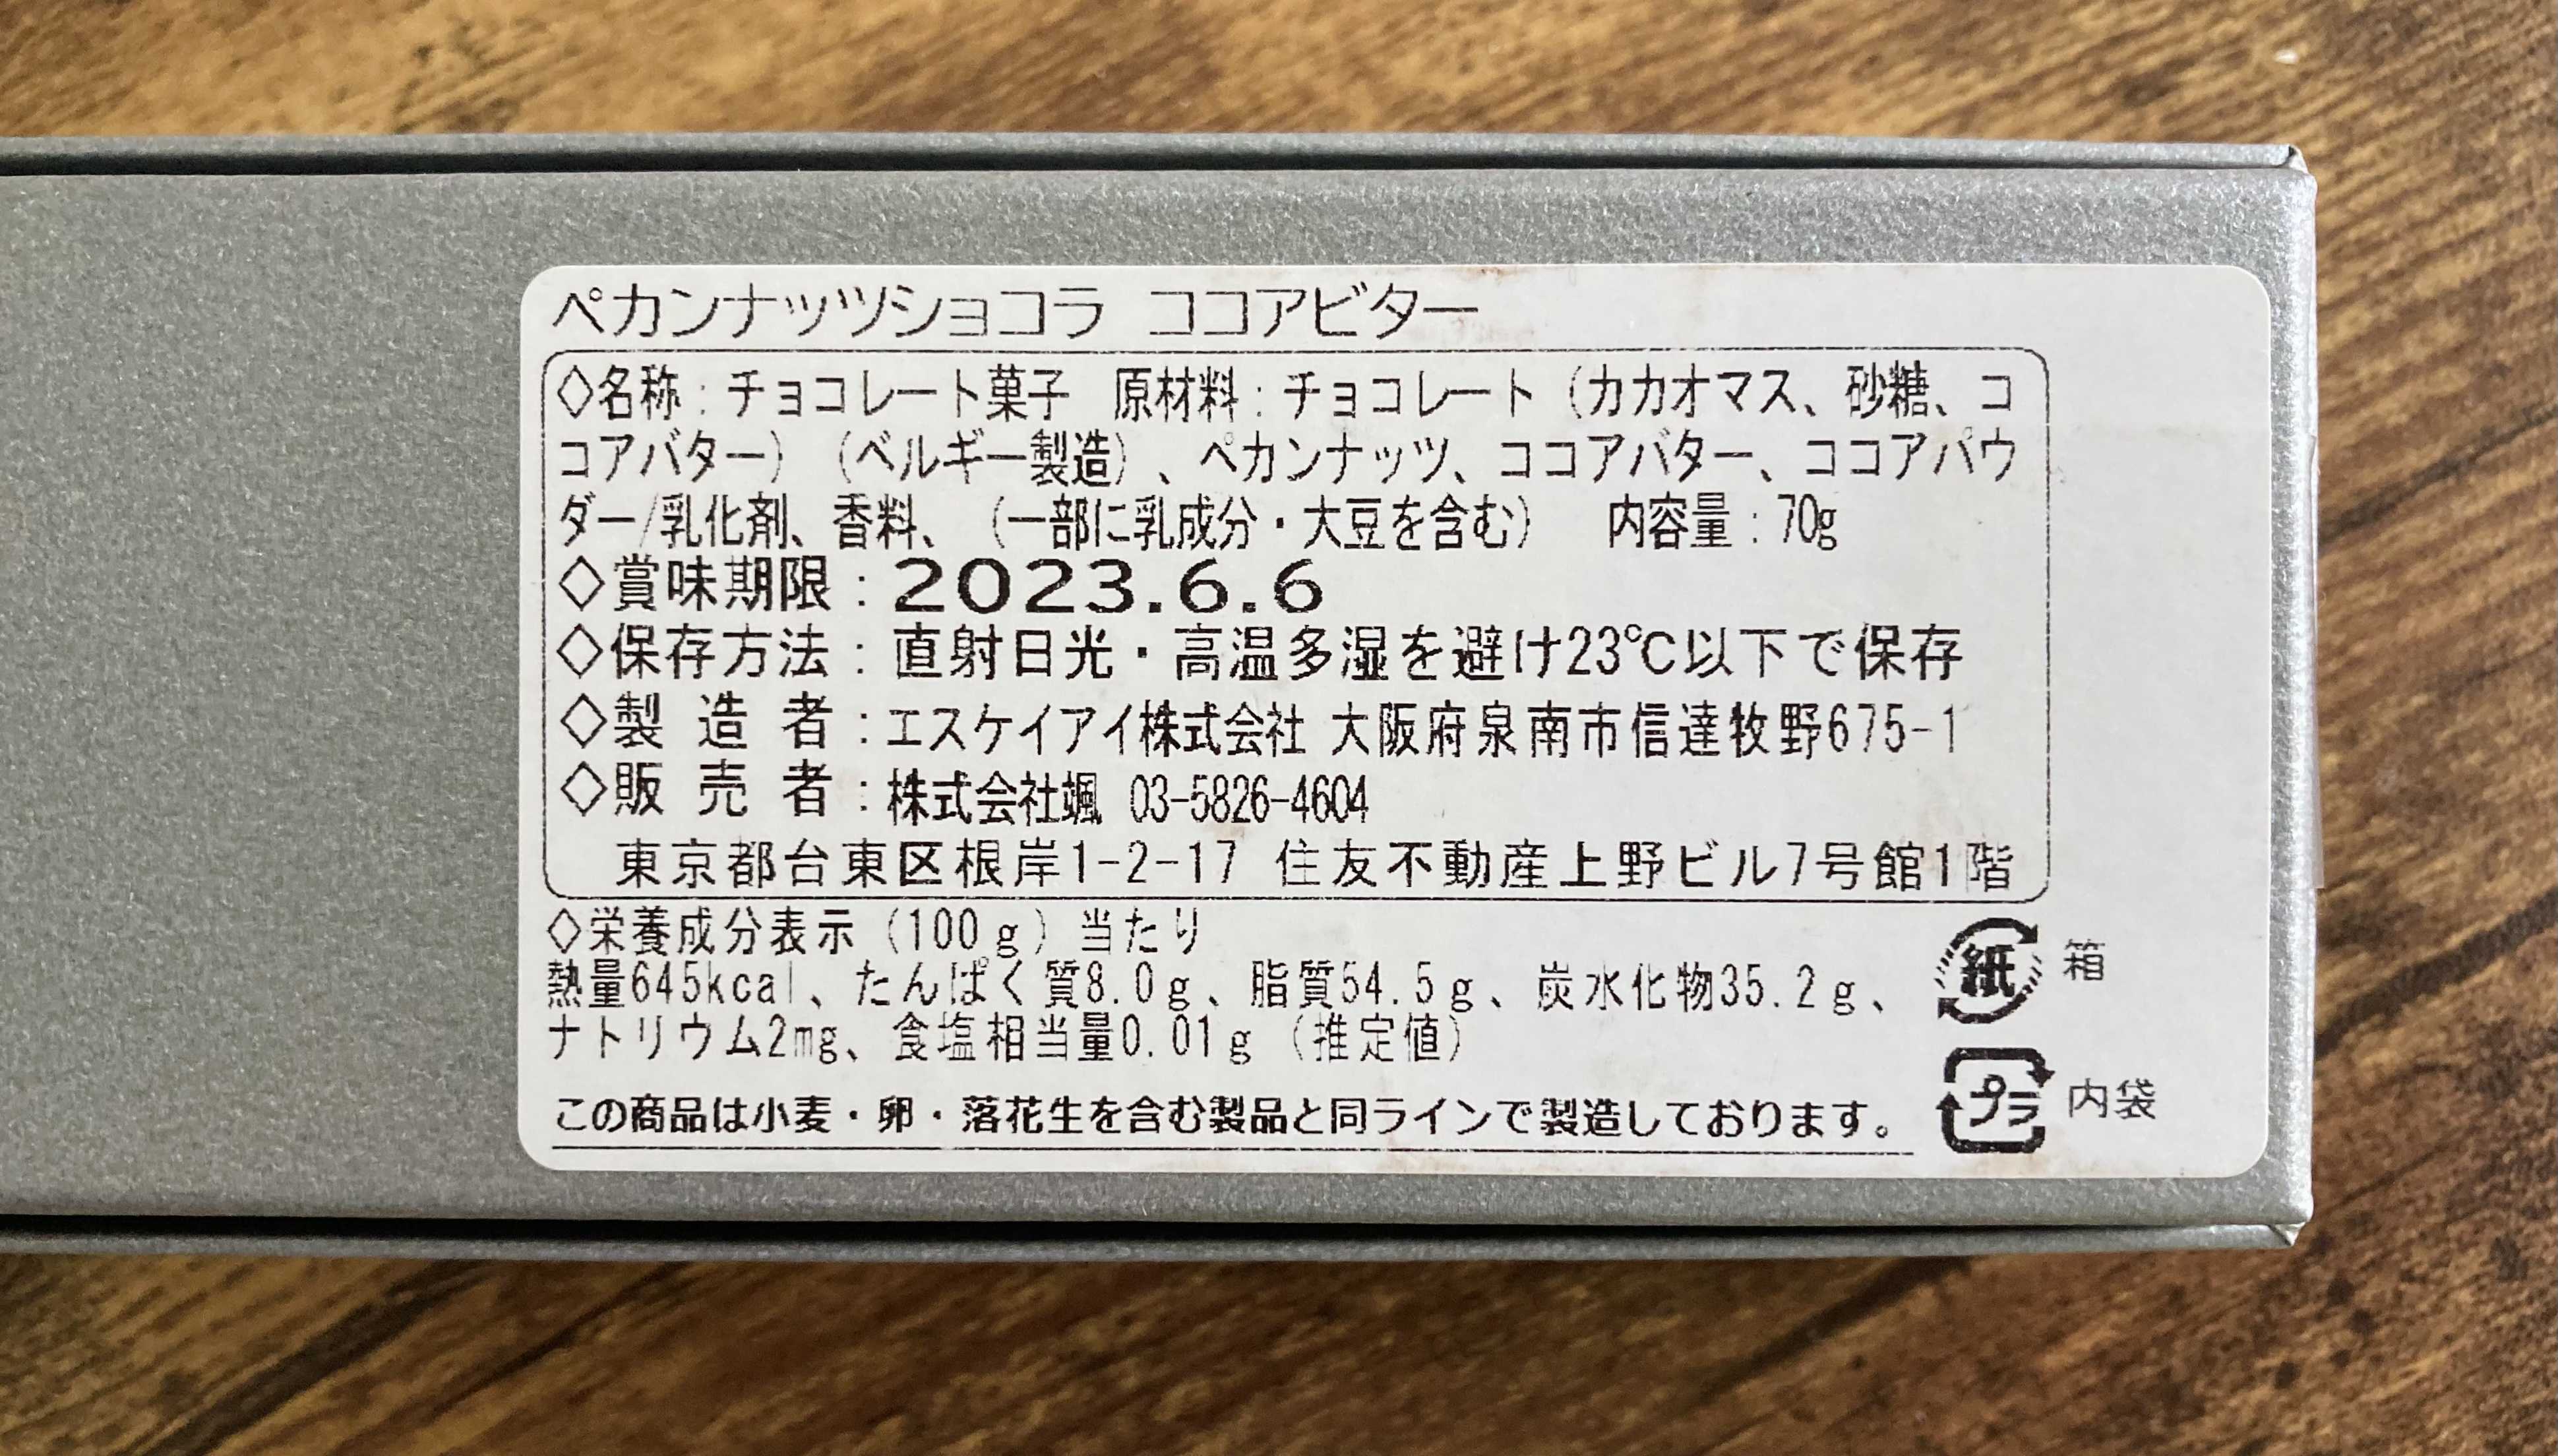 ペカンナッツショコラ ココアビター
◇名称：チョコレート菓子 原材料：チョコレート（カカオマス、砂糖、コ
コアバター）（ベルギー製造）、ペカンナッツ、ココアバター、ココアパウ
ダー/乳化剤、香料、（一部に乳成分・大豆を含む） 内容量：70g
◇賞味期限：2023.6.6
◇保存方法：直射日光・高温多湿を避け23℃以下で保存
◇製造者：エスケイアイ株式会社 大阪府泉南市信達牧野675-1
◇販売者：株式会社颯 03-5826-4604
東京都台東区根岸1-2-17 住友不動産上野ビル7号館1階
◇栄養成分表示（100g）当たり
熱量645kcal、たんぱく質8.0g、脂質54.5g、炭水化物35.2g、
ナトリウム2mg、食塩相当量0.01g（推定値）
紙 箱
プラ 内袋
この商品は小麦・卵・落花生を含む製品と同ラインで製造しております。